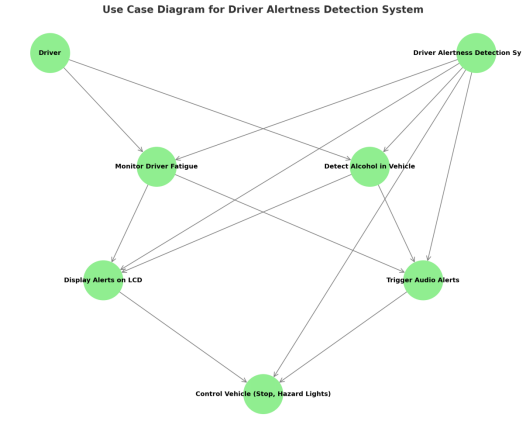 Use Case Diagram for Driver Alertness Detection System
Driver
Driver Alertness Detection Sy
Monitor Driver Fatigue
Detect Alcohol in Vehicle
Display Alerts on LCD
Trigger Audio Alerts
Control Vehicle (Stop, Hazard Lights)